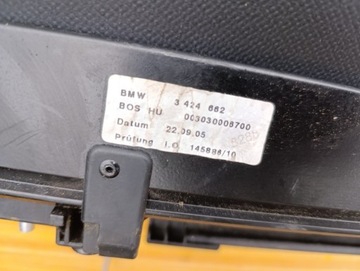 BMW 3 424 662
BOS HU 003030008700
Datum 22.09.05
Prüfung i.O 145886/10